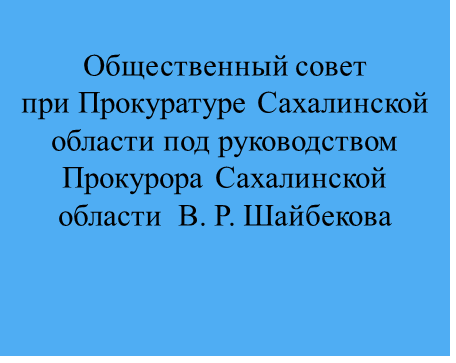 Общественный совет
при Прокуратуре Сахалинской
области под руководством
Прокурора Сахалинской
области В. Р. Шайбекова